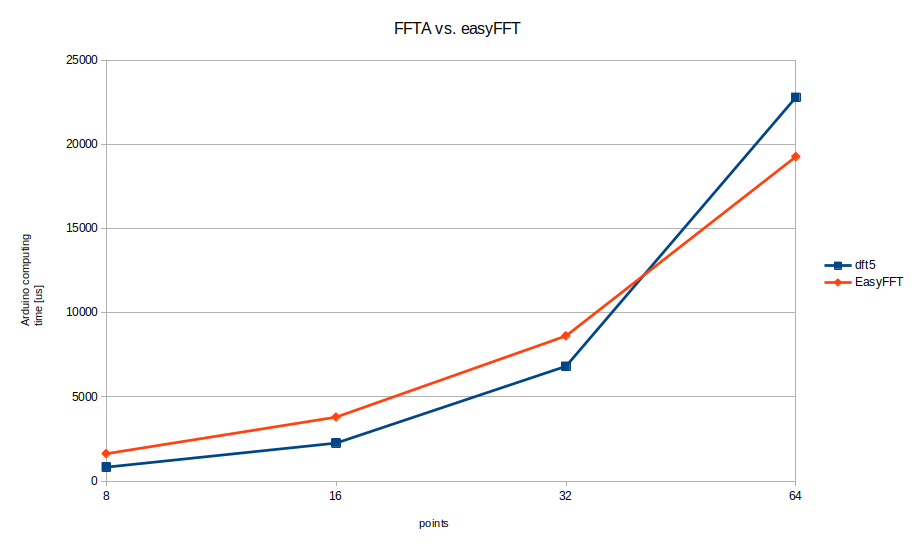 FFTA vs. easyFFT
25000
20000
15000
10000
5000
0
Arduino computing
time [us]
8
16
32
64
points
dft5
EasyFFT